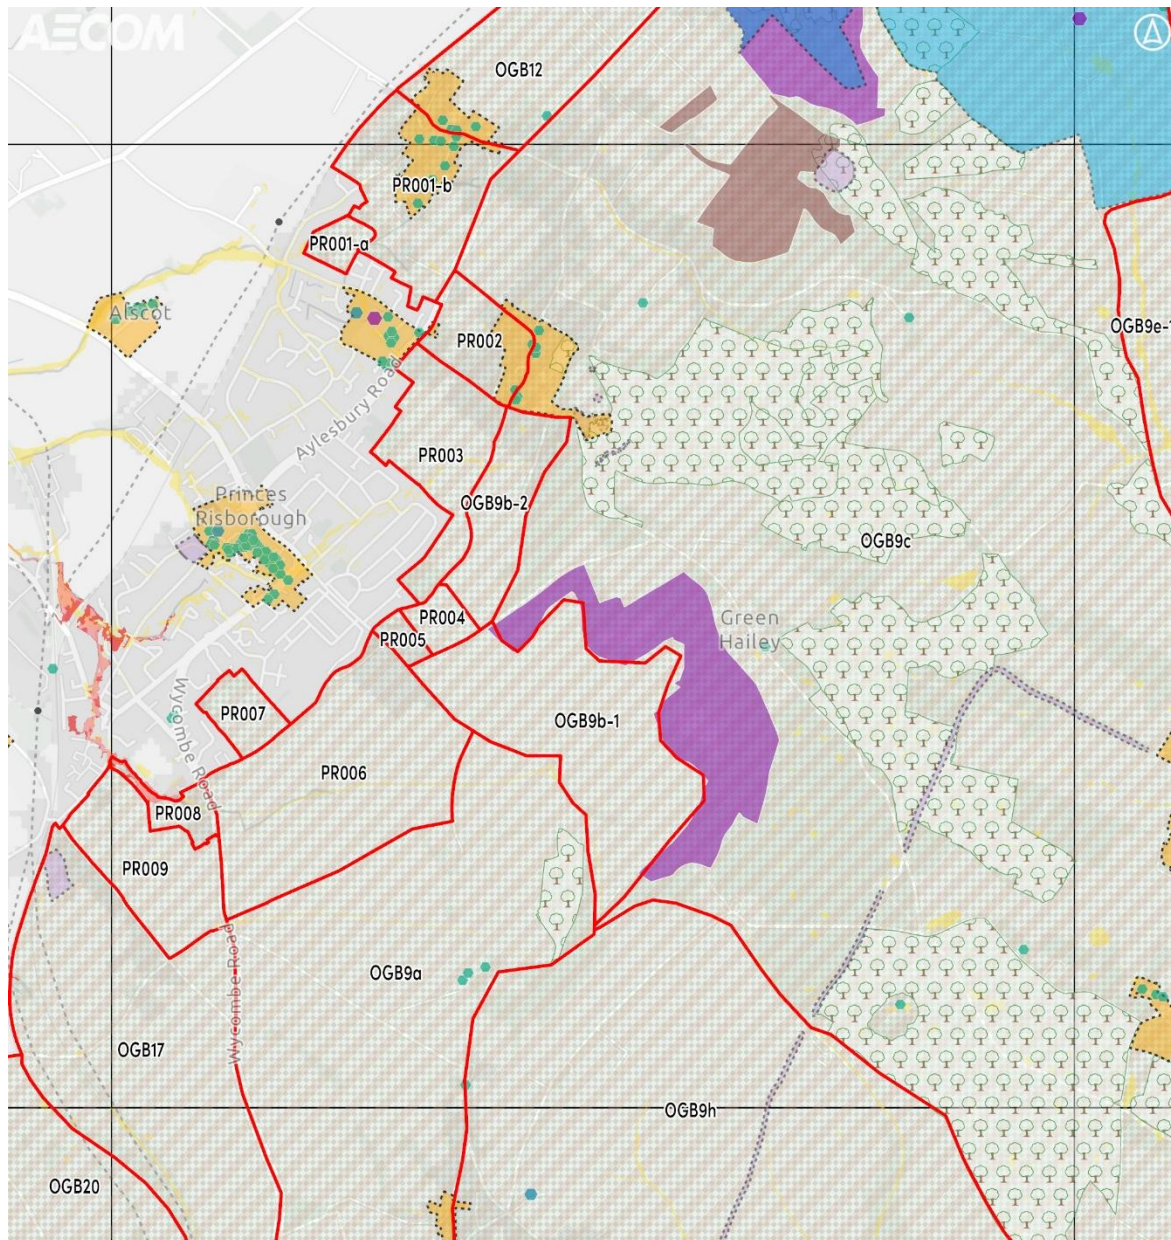 AECOM
OGB12
PR001-b
PR001-a
Alscot
PR002
OGB9e-1
Aylesbury Road
PR003
Princes
Risborough
OGB9b-2
OGB9c
PR004
PR005
Green
Hailey
Wycombe Road
PR007
OGB9b-1
PR006
PR008
PR009
Wycombe Road
OGB9a
OGB17
OGB9h
OGB20